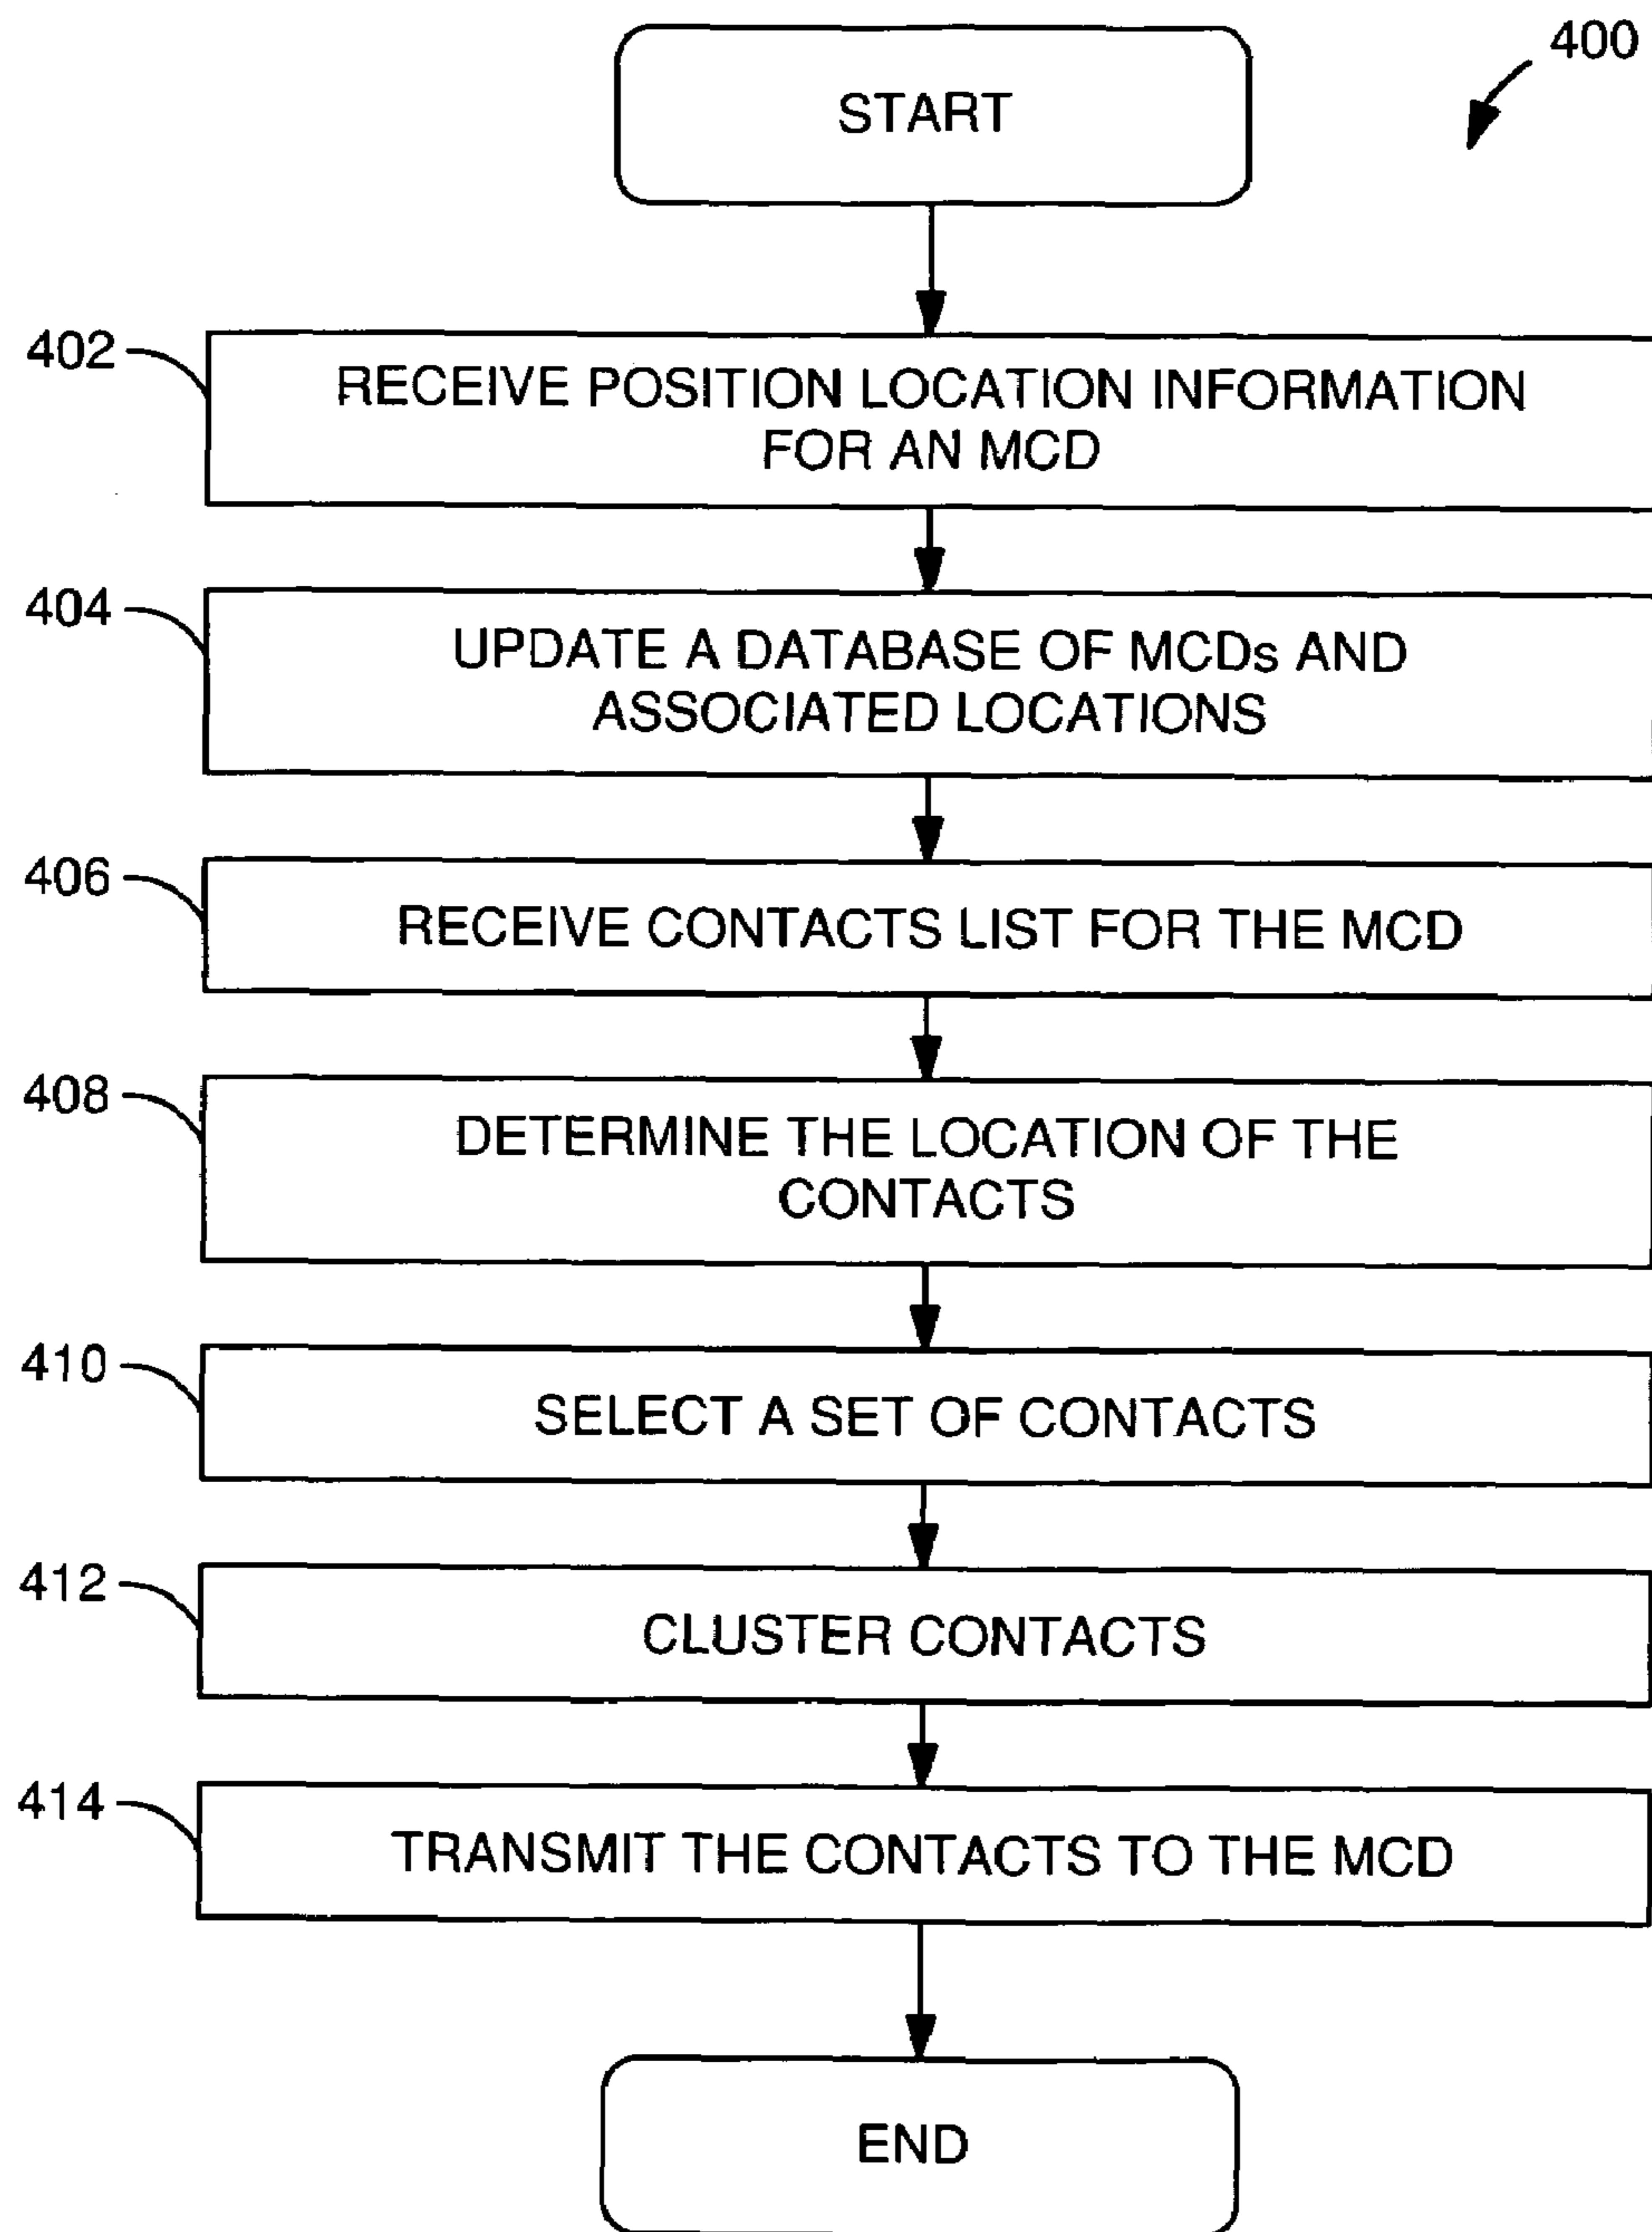 START
400
402
RECEIVE POSITION LOCATION INFORMATION
FOR AN MCD
404
UPDATE A DATABASE OF MCDs AND
ASSOCIATED LOCATIONS
406
RECEIVE CONTACTS LIST FOR THE MCD
408
DETERMINE THE LOCATION OF THE
CONTACTS
410
SELECT A SET OF CONTACTS
412
CLUSTER CONTACTS
414
TRANSMIT THE CONTACTS TO THE MCD
END